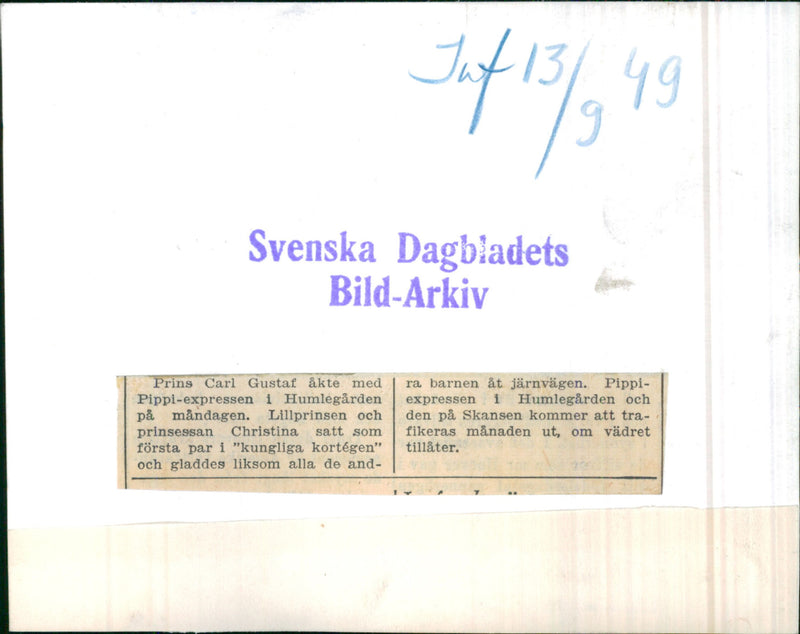 Inf 13/9 49
Svenska Dagbladets
Bild-Arkiv
Prins Carl Gustaf åkte med
Pippi-expressen i Humlegården
på måndagen. Lillprinsen och
prinsessan Christina satt som
första par i ”kungliga kortégen”
och gladdes liksom alla de and-
ra barnen åt järnvägen. Pippi-
expressen i Humlegården och
den på Skansen kommer att tra-
fikeras månaden ut, om vädret
tillåter.